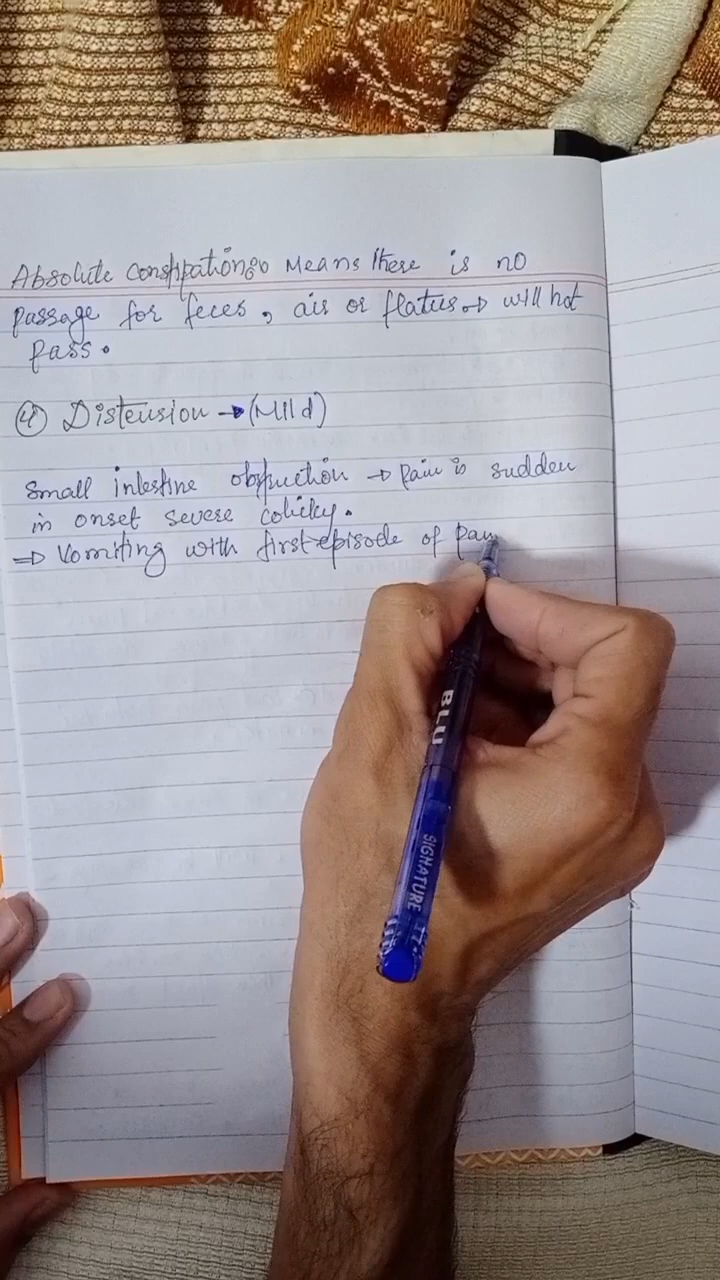 Absolute Constipation:o Means there is no
passage for feces, air or flatus → will not
pass.
④ Distension → (Mild)
Small intestine obstruction → Pain is sudden
in onset severe colicky.
⇒ Vomiting with first episode of pain
BLU
SIGNATURE